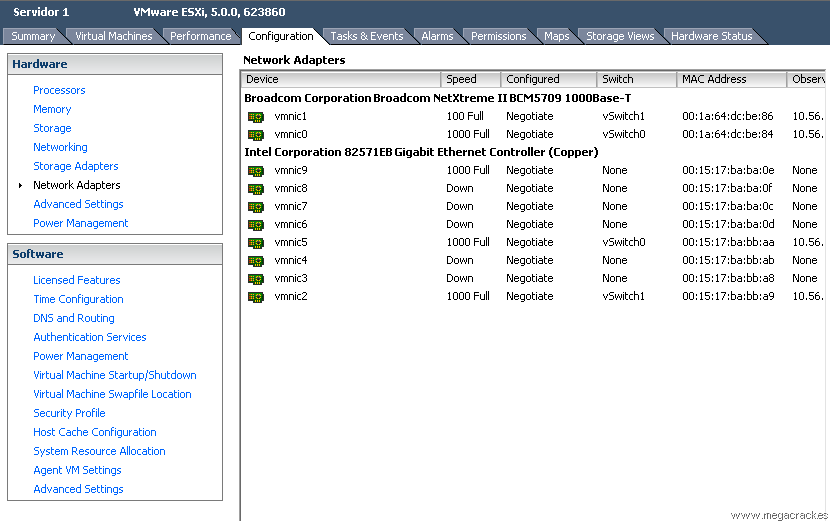 Servidor 1 VMware ESXi, 5.0.0, 623860
Summary Virtual Machines Performance Configuration Tasks & Events Alarms Permissions Maps Storage Views Hardware Status
Hardware
Processors
Memory
Storage
Networking
Storage Adapters
Network Adapters
Advanced Settings
Power Management
Software
Licensed Features
Time Configuration
DNS and Routing
Authentication Services
Power Management
Virtual Machine Startup/Shutdown
Virtual Machine Swapfile Location
Security Profile
Host Cache Configuration
System Resource Allocation
Agent VM Settings
Advanced Settings
Network Adapters
Device Speed Configured Switch MAC Address Observ
Broadcom Corporation Broadcom NetXtreme II BCM5709 1000Base-T
vmnic1 100 Full Negotiate vSwitch1 00:1a:64:dc:be:86 10.56.
vmnic0 1000 Full Negotiate vSwitch0 00:1a:64:dc:be:84 10.56.
Intel Corporation 82571EB Gigabit Ethernet Controller (Copper)
vmnic9 1000 Full Negotiate None 00:15:17:ba:ba:0e None
vmnic8 Down Negotiate None 00:15:17:ba:ba:0f None
vmnic7 Down Negotiate None 00:15:17:ba:ba:0c None
vmnic6 Down Negotiate None 00:15:17:ba:ba:0d None
vmnic5 1000 Full Negotiate vSwitch0 00:15:17:ba:bb:aa 10.56.
vmnic4 Down Negotiate None 00:15:17:ba:bb:ab None
vmnic3 Down Negotiate None 00:15:17:ba:bb:a8 None
vmnic2 1000 Full Negotiate vSwitch1 00:15:17:ba:bb:a9 10.56.
www.megacrack.es